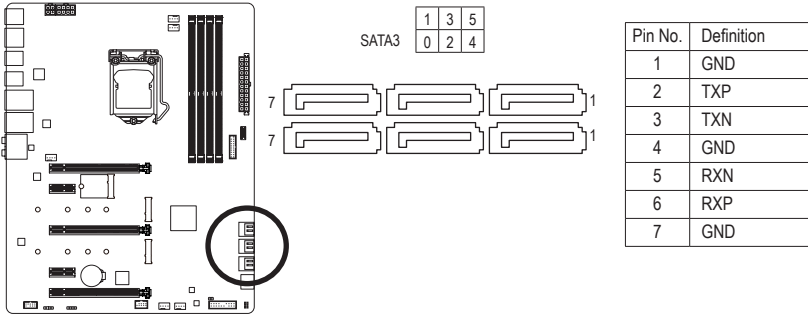 SATA3
1 3 5
0 2 4
7 1
7 1
Pin No. Definition
1 GND
2 TXP
3 TXN
4 GND
5 RXN
6 RXP
7 GND